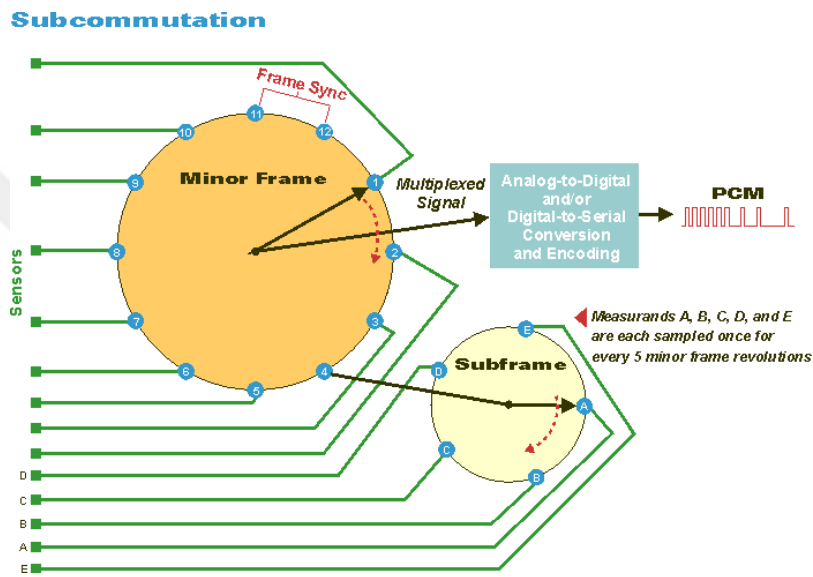 Subcommutation
Frame Sync
11
12
10
1
9
Minor Frame
Multiplexed
Signal
Analog-to-Digital
and/or
Digital-to-Serial
Conversion
and Encoding
PCM
8
2
Sensors
7
3
6
4
5
E
Measurands A, B, C, D, and E
are each sampled once for
every 5 minor frame revolutions
Subframe
D
A
C
B
D
C
B
A
E